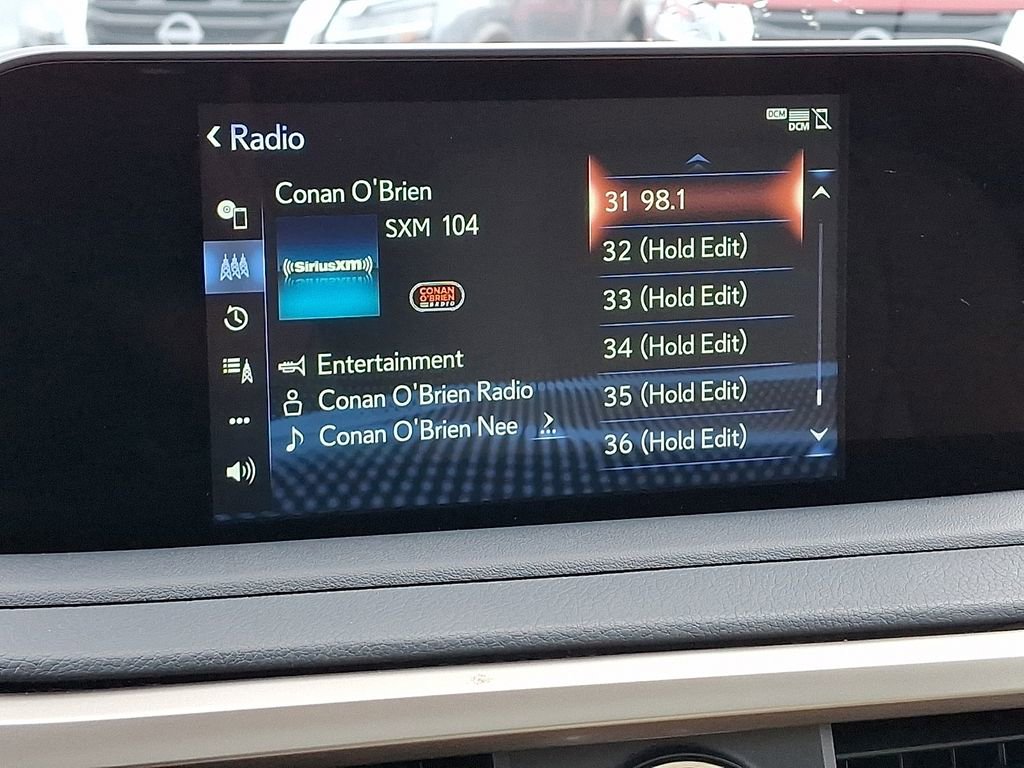 Radio
DCM
DCM
Conan O'Brien
SXM 104
((SiriusXM))
CONAN
O'BRIEN
RADIO
Entertainment
Conan O'Brien Radio
Conan O'Brien Nee
31 98.1
32 (Hold Edit)
33 (Hold Edit)
34 (Hold Edit)
35 (Hold Edit)
36 (Hold Edit)